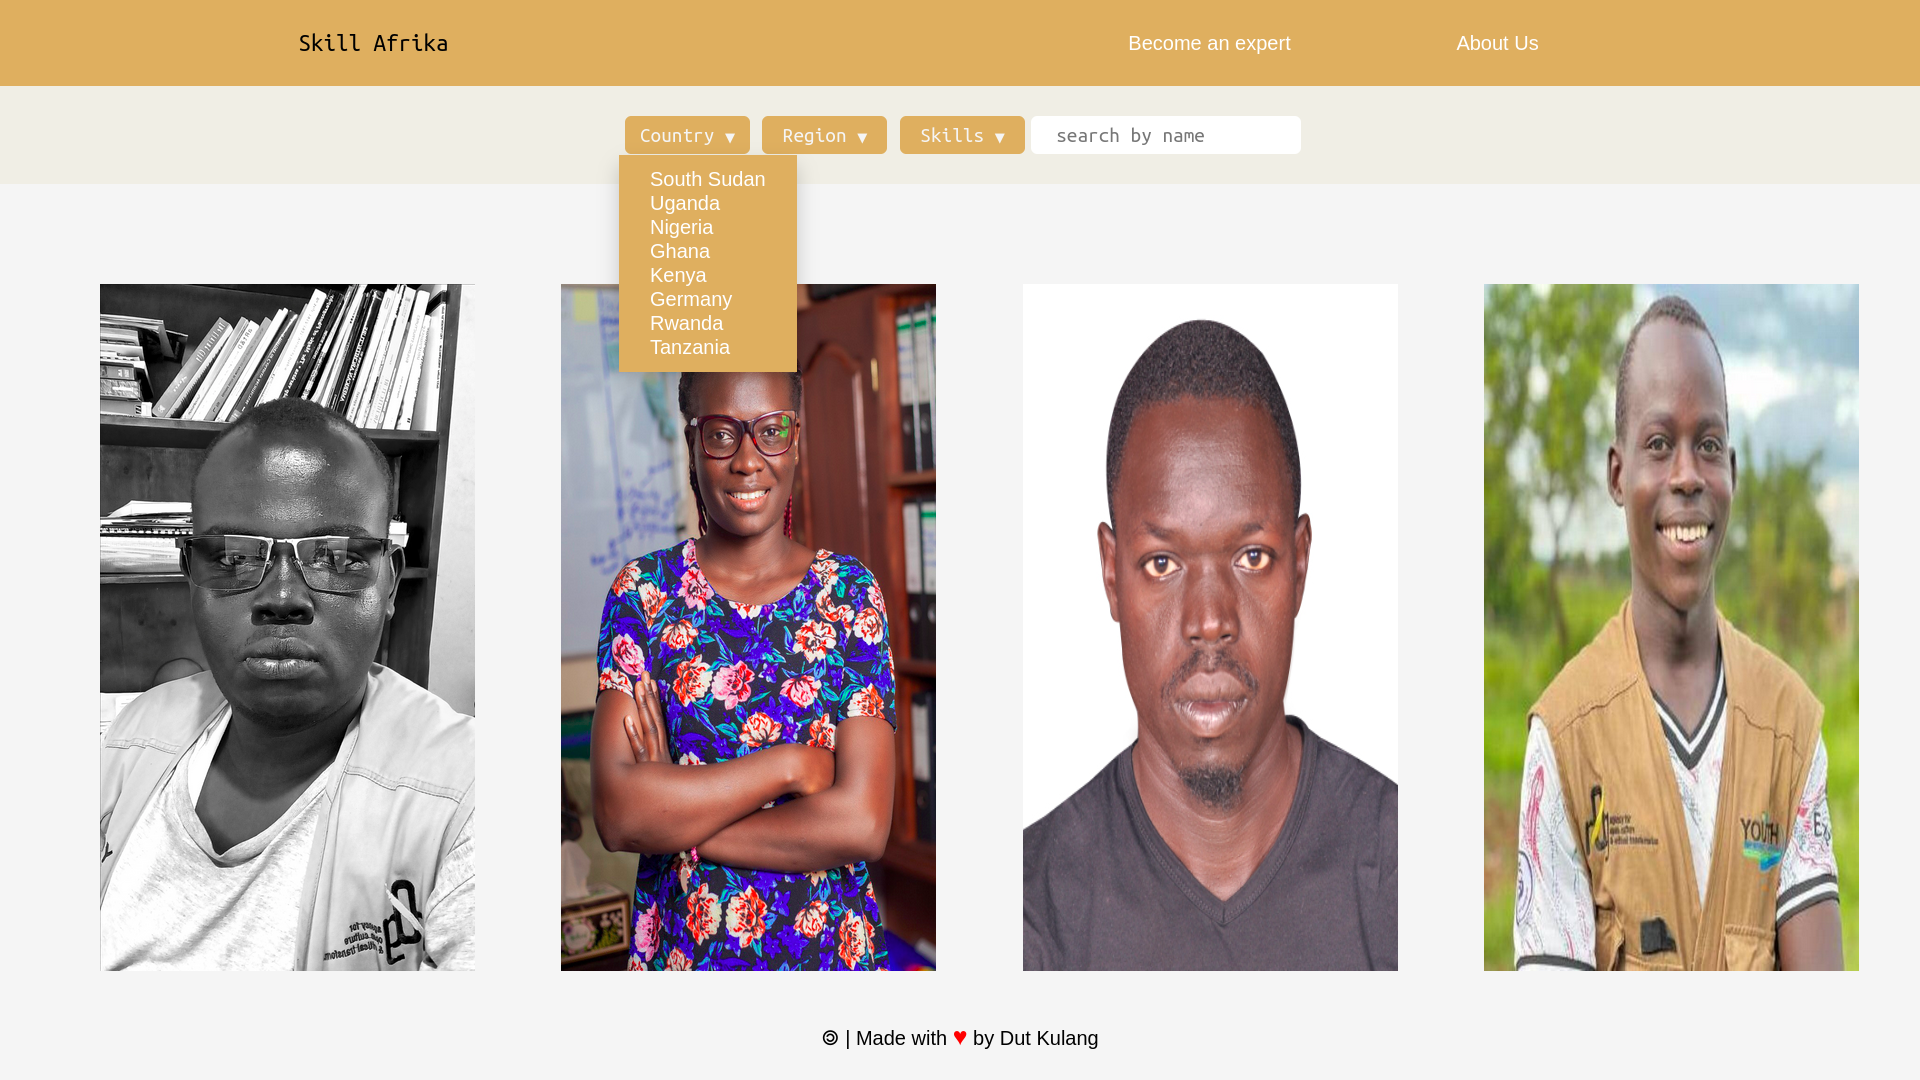 Skill Afrika
Become an expert
About Us
Country ▼
Region ▼
Skills ▼
search by name
South Sudan
Uganda
Nigeria
Ghana
Kenya
Germany
Rwanda
Tanzania
YOUTH
🄯 | Made with ♥ by Dut Kulang